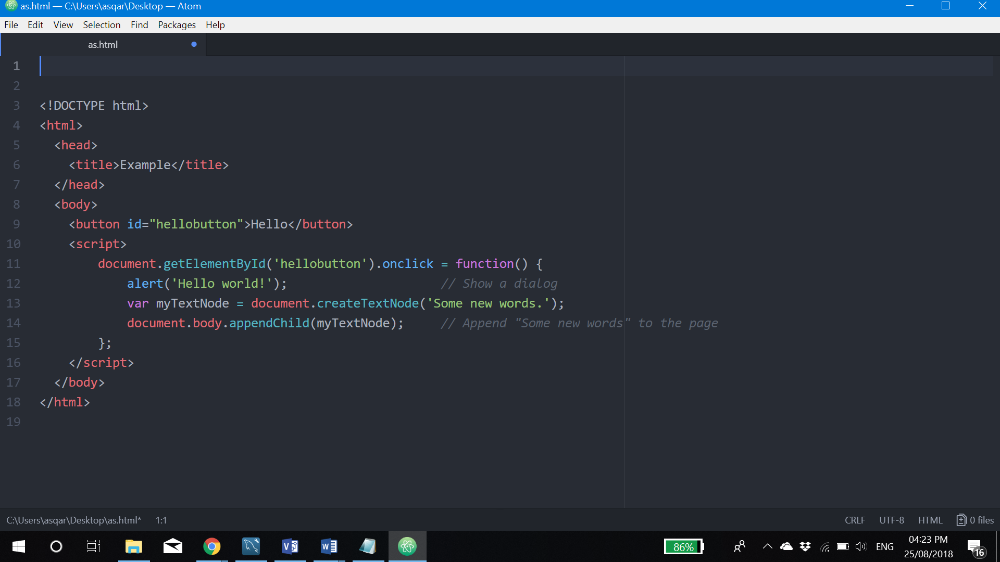 as.html — C:\Users\asqar\Desktop — Atom
File Edit View Selection Find Packages Help
as.html
1
2
3 <!DOCTYPE html>
4 <html>
5   <head>
6     <title>Example</title>
7   </head>
8   <body>
9     <button id="hellobutton">Hello</button>
10     <script>
11         document.getElementById('hellobutton').onclick = function() {
12             alert('Hello world!');                     // Show a dialog
13             var myTextNode = document.createTextNode('Some new words.');
14             document.body.appendChild(myTextNode);     // Append "Some new words" to the page
15         };
16     </script>
17   </body>
18 </html>
19
C:\Users\asqar\Desktop\as.html* 1:1 CRLF UTF-8 HTML 0 files
86% ENG 04:23 PM
25/08/2018 16